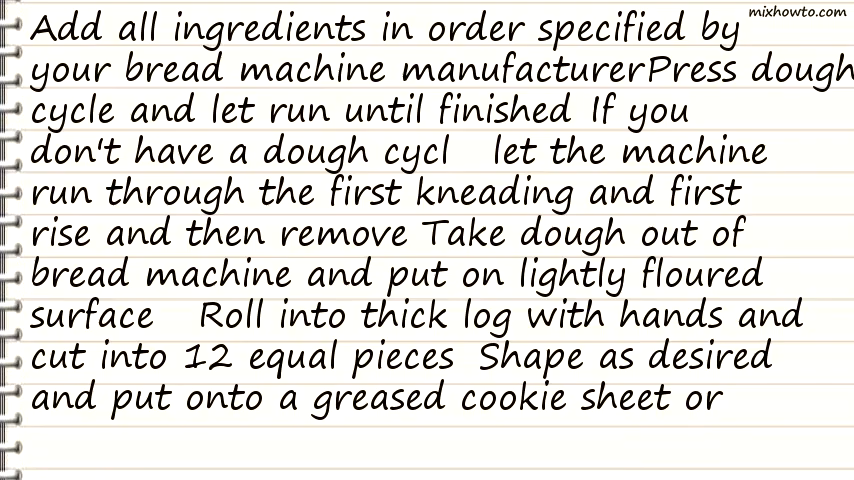 mixhowto.com
Add all ingredients in order specified by
your bread machine manufacturerPress dough
cycle and let run until finished If you
don't have a dough cycl let the machine
run through the first kneading and first
rise and then remove Take dough out of
bread machine and put on lightly floured
surface Roll into thick log with hands and
cut into 12 equal pieces Shape as desired
and put onto a greased cookie sheet or